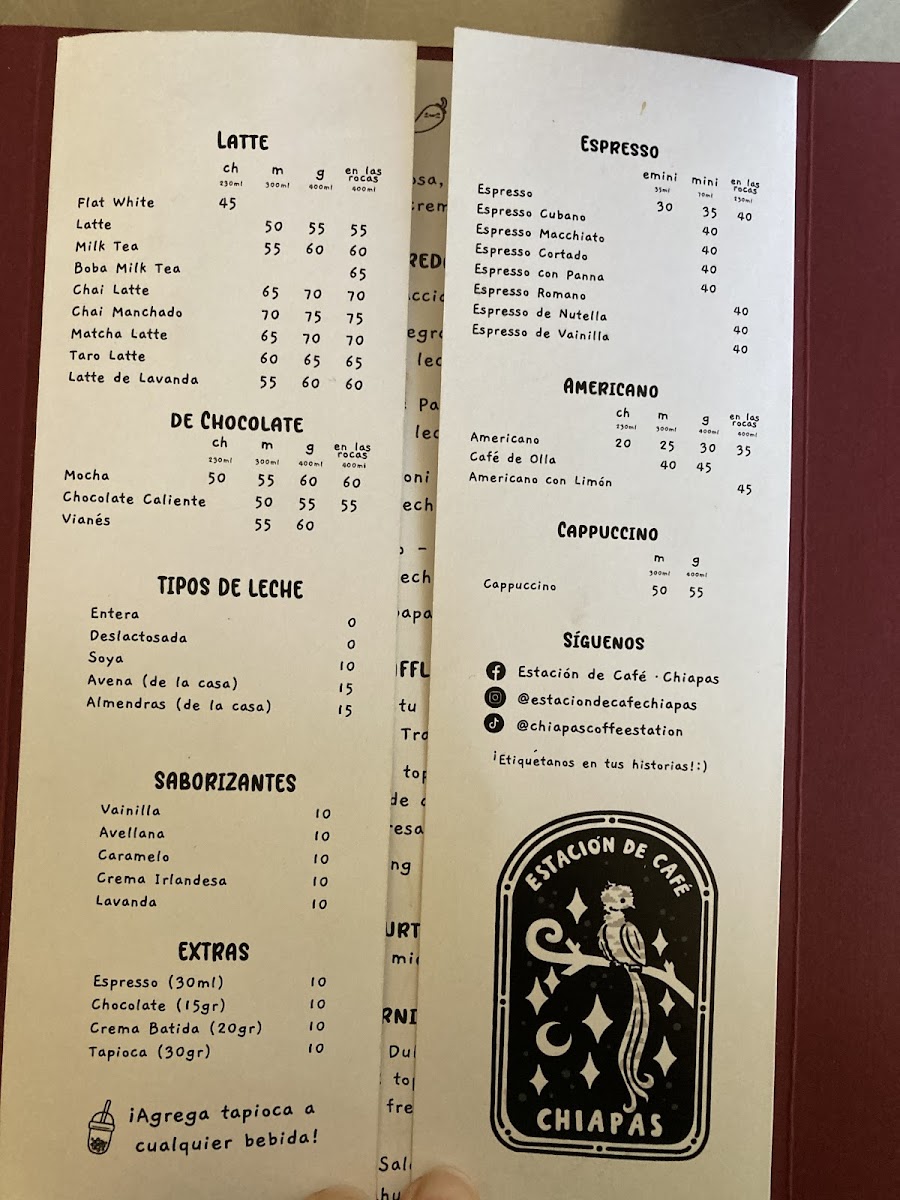 LATTE
ch m g en las rocas
230ml 300ml 400ml 400ml
Flat White 45
Latte 50 55 55
Milk Tea 55 60 60
Boba Milk Tea 65
Chai Latte 65 70 70
Chai Manchado 70 75 75
Matcha Latte 65 70 70
Taro Latte 60 65 65
Latte de Lavanda 55 60 60
DE CHOCOLATE
ch m g en las rocas
230ml 300ml 400ml 400ml
Mocha 50 55 60 60
Chocolate Caliente 50 55 55
Vianés 55 60
TIPOS DE LECHE
Entera 0
Deslactosada 0
Soya 10
Avena (de la casa) 15
Almendras (de la casa) 15
SABORIZANTES
Vainilla 10
Avellana 10
Caramelo 10
Crema Irlandesa 10
Lavanda 10
EXTRAS
Espresso (30ml) 10
Chocolate (15gr) 10
Crema Batida (20gr) 10
Tapioca (30gr) 10
¡Agrega tapioca a
cualquier bebida!
ESPRESSO
emini mini en las rocas
35ml 70ml 230ml
Espresso 30 35 40
Espresso Cubano 40
Espresso Macchiato 40
Espresso Cortado 40
Espresso con Panna 40
Espresso Romano 40
Espresso de Nutella 40
Espresso de Vainilla 40
AMERICANO
ch m g en las rocas
230ml 300ml 400ml 400ml
Americano 20 25 30 35
Café de Olla 40 45
Americano con Limón 45
CAPPUCCINO
m g
300ml 400ml
Cappuccino 50 55
SÍGUENOS
Estación de Café · Chiapas
@estaciondecafechiapas
@chiapascoffeestation
¡Etiquétanos en tus historias!:)
ESTACIÓN DE CAFÉ
CHIAPAS